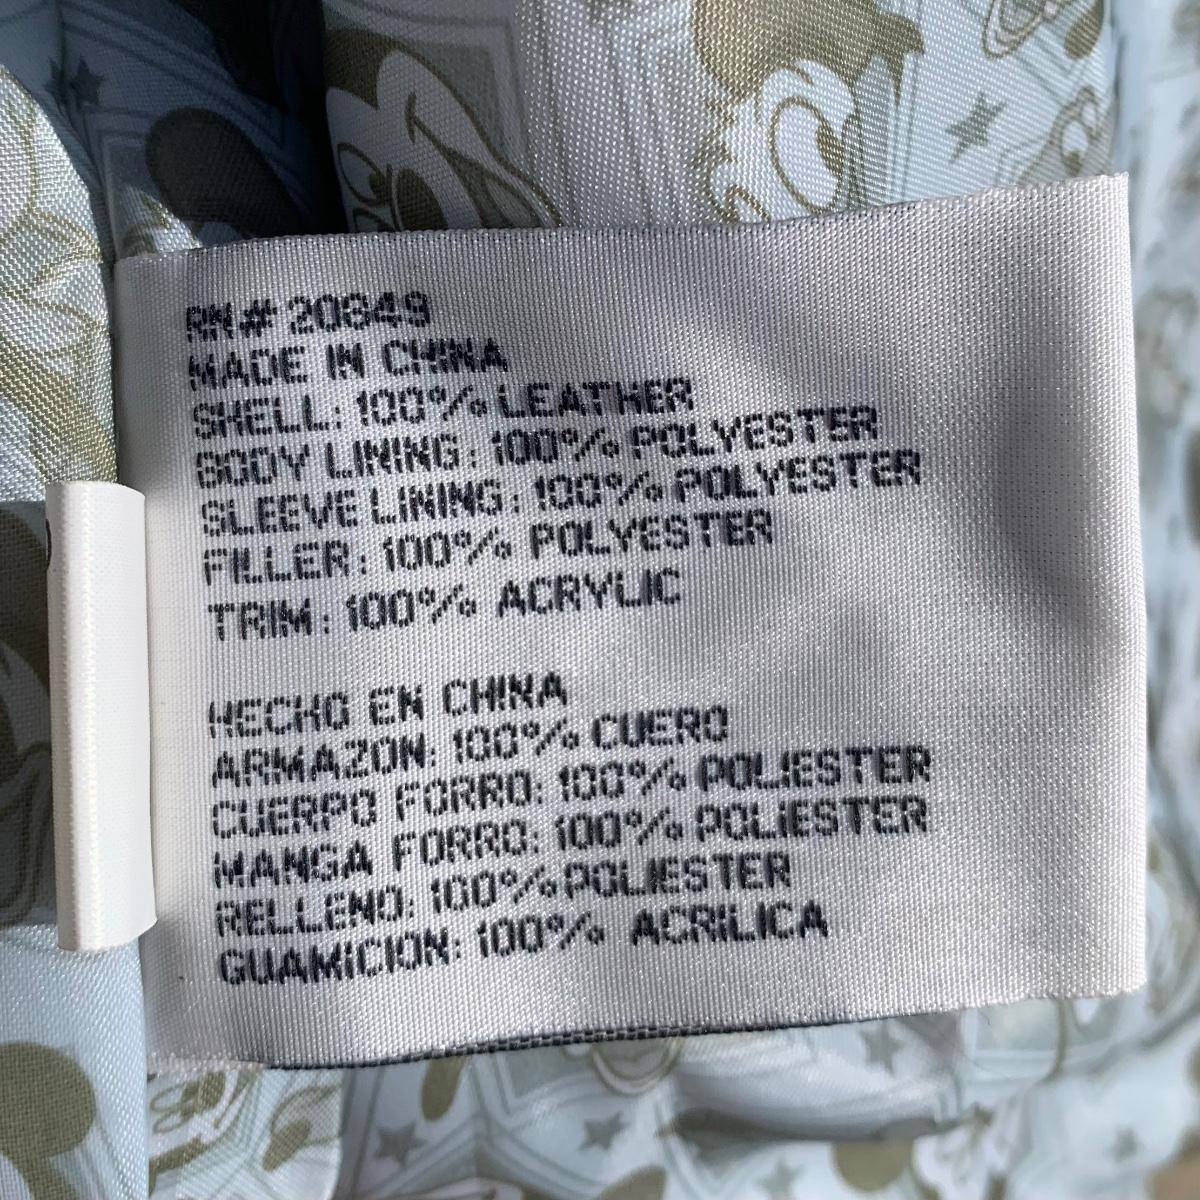 RN# 20849
MADE IN CHINA
SHELL: 100% LEATHER
BODY LINING: 100% POLYESTER
SLEEVE LINING: 100% POLYESTER
FILLER: 100% POLYESTER
TRIM: 100% ACRYLIC
HECHO EN CHINA
ARMAZON: 100% CUERO
CUERPO FORRO: 100% POLIESTER
MANGA FORRO: 100% POLIESTER
RELLENO: 100% POLIESTER
GUAMICION: 100% ACRILICA